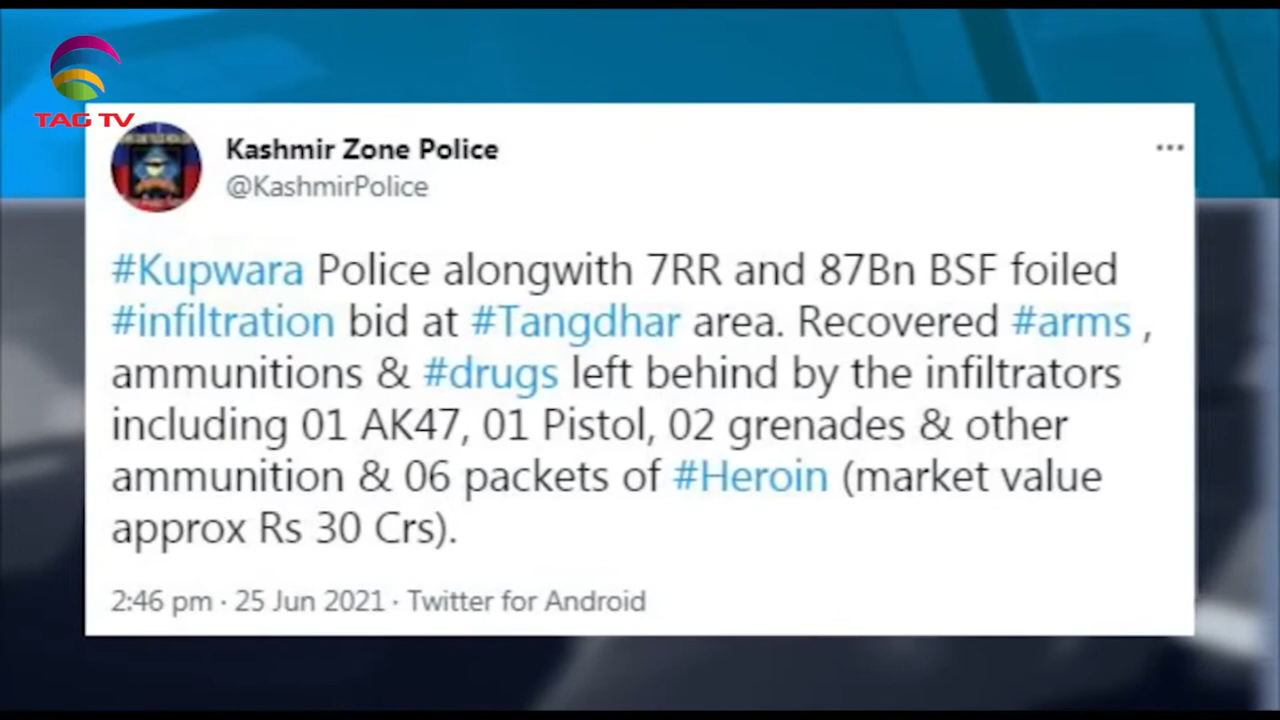 TAG TV
Kashmir Zone Police
@KashmirPolice
#Kupwara Police alongwith 7RR and 87Bn BSF foiled
#infiltration bid at #Tangdhar area. Recovered #arms ,
ammunitions & #drugs left behind by the infiltrators
including 01 AK47, 01 Pistol, 02 grenades & other
ammunition & 06 packets of #Heroin (market value
approx Rs 30 Crs).
2:46 pm · 25 Jun 2021 · Twitter for Android